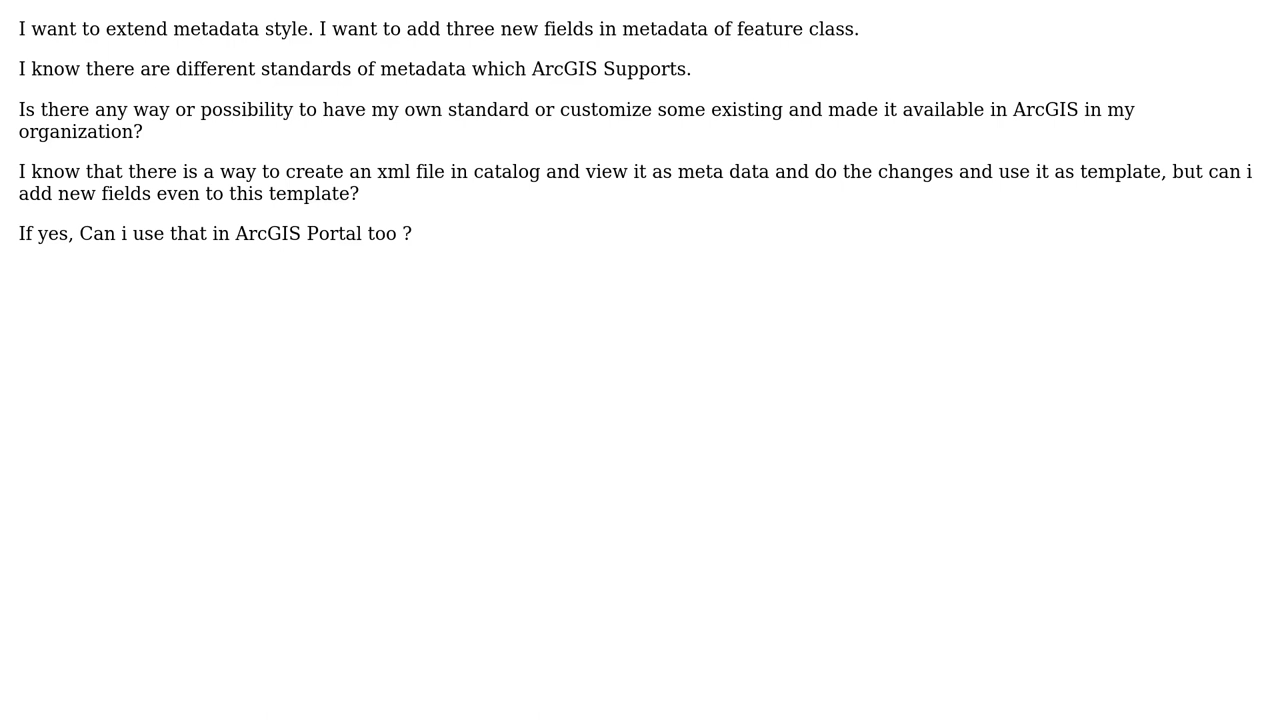 I want to extend metadata style. I want to add three new fields in metadata of feature class.
I know there are different standards of metadata which ArcGIS Supports.
Is there any way or possibility to have my own standard or customize some existing and made it available in ArcGIS in my
organization?
I know that there is a way to create an xml file in catalog and view it as meta data and do the changes and use it as template, but can i
add new fields even to this template?
If yes, Can i use that in ArcGIS Portal too ?